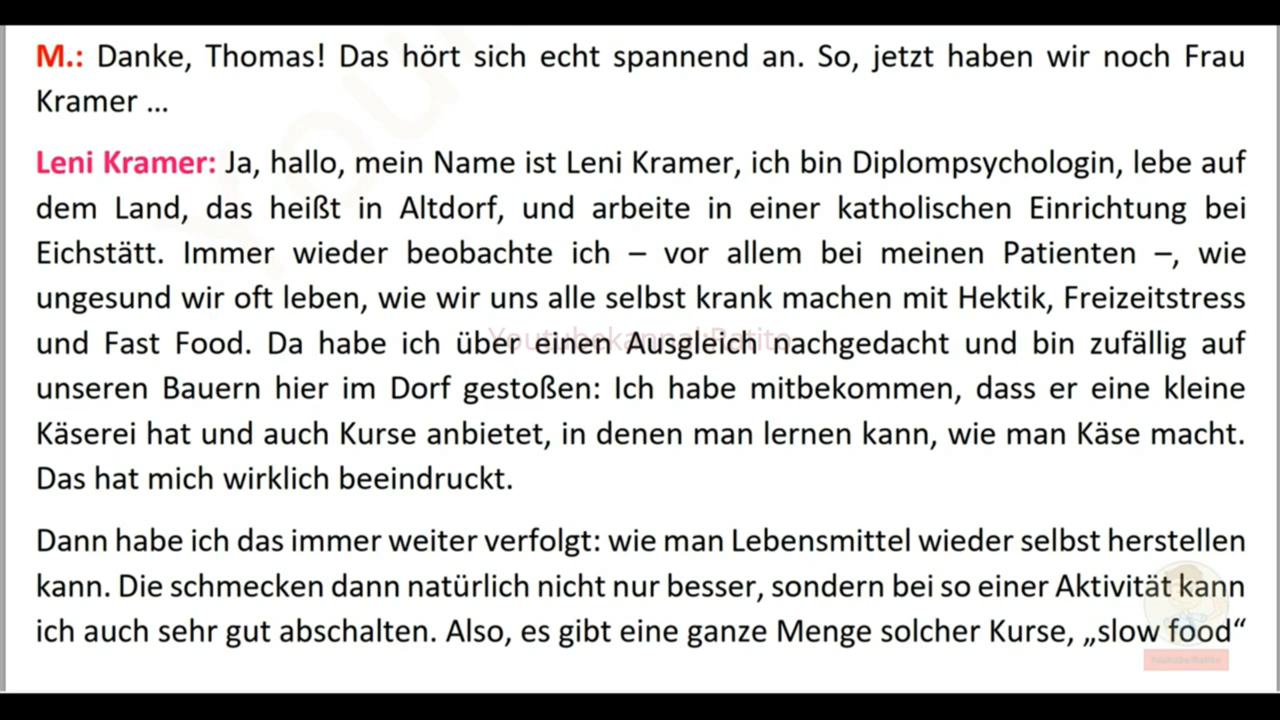 M.: Danke, Thomas! Das hört sich echt spannend an. So, jetzt haben wir noch Frau
Kramer ...
Leni Kramer: Ja, hallo, mein Name ist Leni Kramer, ich bin Diplompsychologin, lebe auf
dem Land, das heißt in Altdorf, und arbeite in einer katholischen Einrichtung bei
Eichstätt. Immer wieder beobachte ich – vor allem bei meinen Patienten –, wie
ungesund wir oft leben, wie wir uns alle selbst krank machen mit Hektik, Freizeitstress
und Fast Food. Da habe ich über einen Ausgleich nachgedacht und bin zufällig auf
unseren Bauern hier im Dorf gestoßen: Ich habe mitbekommen, dass er eine kleine
Käserei hat und auch Kurse anbietet, in denen man lernen kann, wie man Käse macht.
Das hat mich wirklich beeindruckt.
Dann habe ich das immer weiter verfolgt: wie man Lebensmittel wieder selbst herstellen
kann. Die schmecken dann natürlich nicht nur besser, sondern bei so einer Aktivität kann
ich auch sehr gut abschalten. Also, es gibt eine ganze Menge solcher Kurse, „slow food“